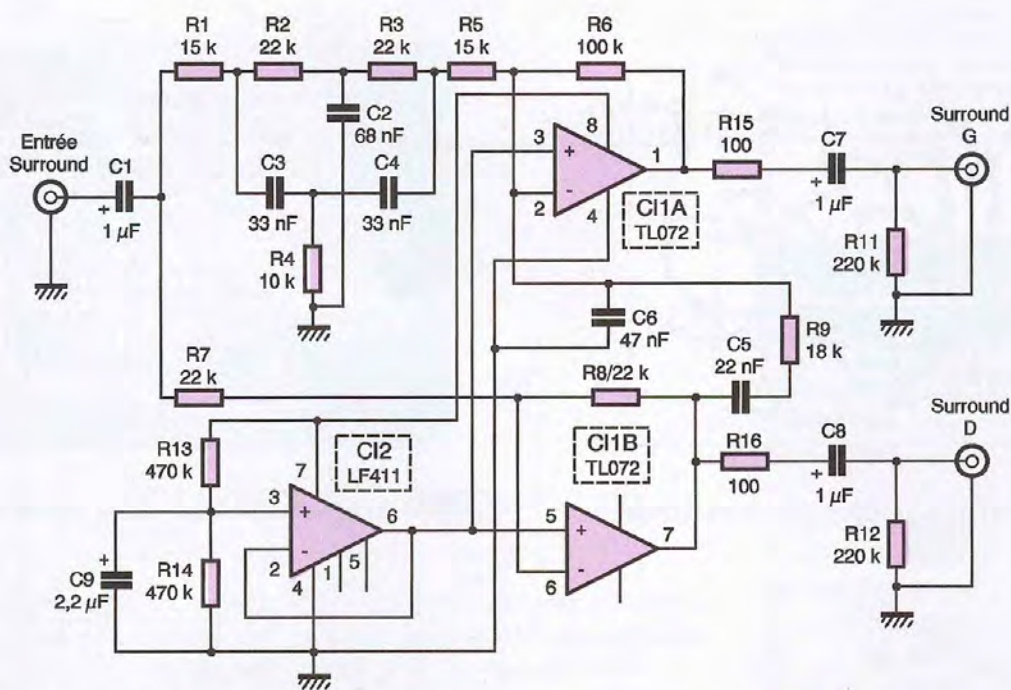 R1
15 k
R2
22 k
R3
22 k
R5
15 k
R6
100 k
C2
68 nF
Entrée
Surround
C1
+
1 µF
C3
33 nF
C4
33 nF
R4
10 k
3
8
+
-
1
2
4
CI1A
TL072
R15
100
C7
+
1 µF
Surround
G
R11
220 k
C6
47 nF
R9
18 k
C5
22 nF
R7
22 k
R8/22 k
R13
470 k
CI2
LF411
7
3
+
-
6
2
4
1
5
CI1B
TL072
5
+
-
7
6
R16
100
C8
+
1 µF
Surround
D
R12
220 k
+
C9
2,2 µF
R14
470 k